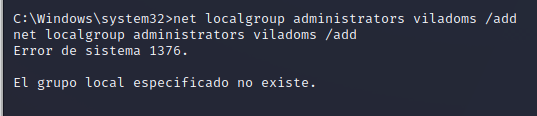 C:\Windows\system32>net localgroup administrators viladoms /add
net localgroup administrators viladoms /add
Error de sistema 1376.
El grupo local especificado no existe.